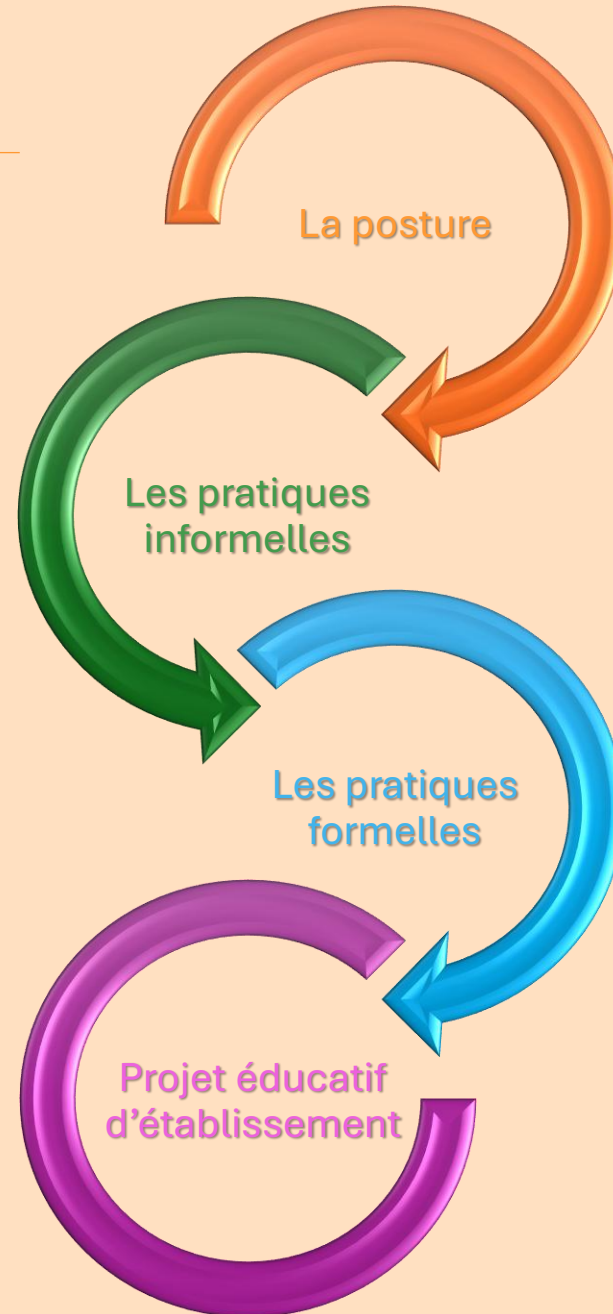 La posture
Les pratiques
informelles
Les pratiques
formelles
Projet éducatif
d’établissement